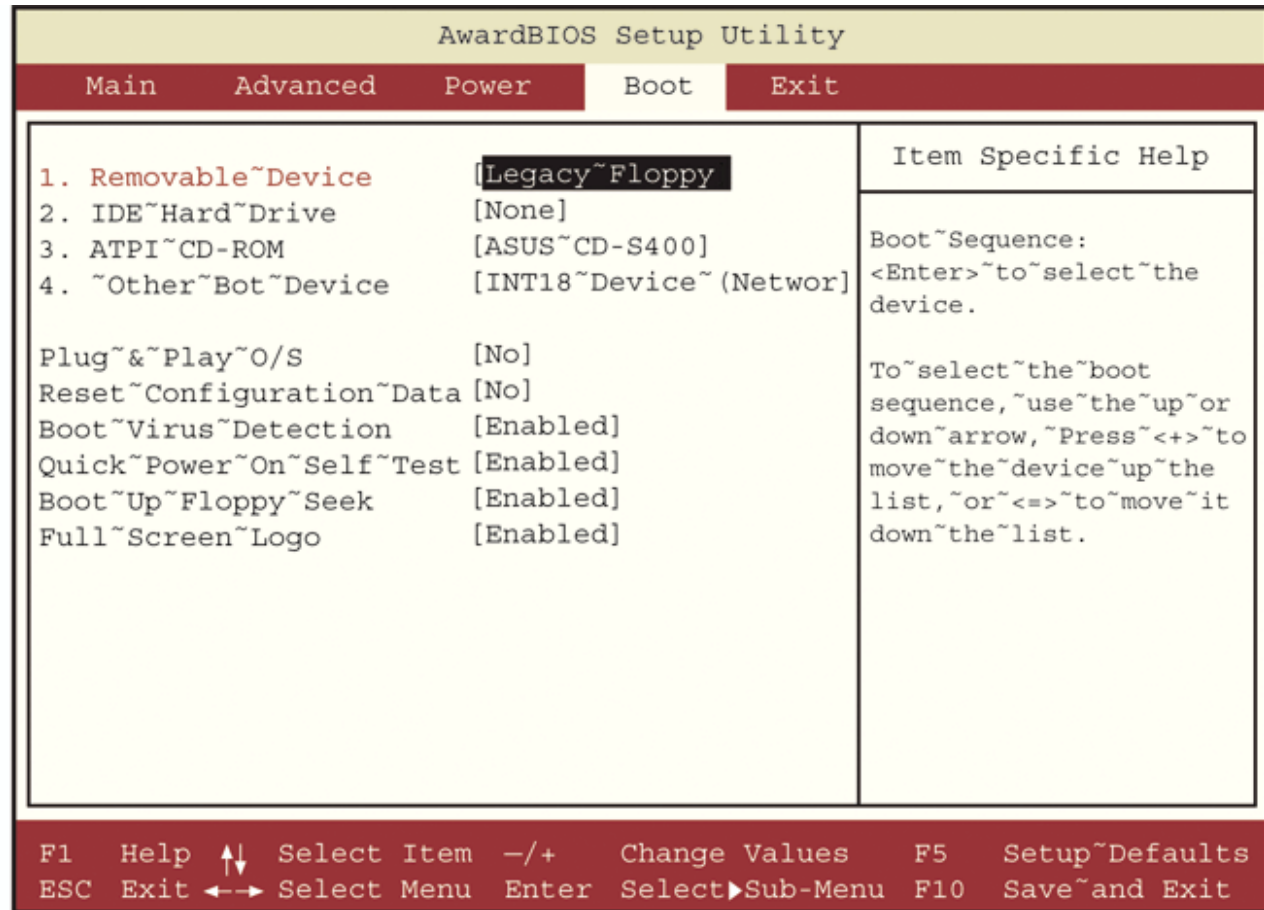 AwardBIOS Setup Utility
Main Advanced Power Boot Exit
1. Removable~Device [Legacy~Floppy
2. IDE~Hard~Drive [None]
3. ATPI~CD-ROM [ASUS~CD-S400]
4. ~Other~Bot~Device [INT18~Device~(Networ]
Plug~&~Play~O/S [No]
Reset~Configuration~Data [No]
Boot~Virus~Detection [Enabled]
Quick~Power~On~Self~Test [Enabled]
Boot~Up~Floppy~Seek [Enabled]
Full~Screen~Logo [Enabled]
Item Specific Help
Boot~Sequence:
<Enter>~to~select~the
device.
To~select~the~boot
sequence,~use~the~up~or
down~arrow,~Press~<+>~to
move~the~device~up~the
list,~or~<=>~to~move~it
down~the~list.
F1 Help Select Item —/+ Change Values F5 Setup~Defaults
ESC Exit Select Menu Enter Select▶Sub-Menu F10 Save~and Exit